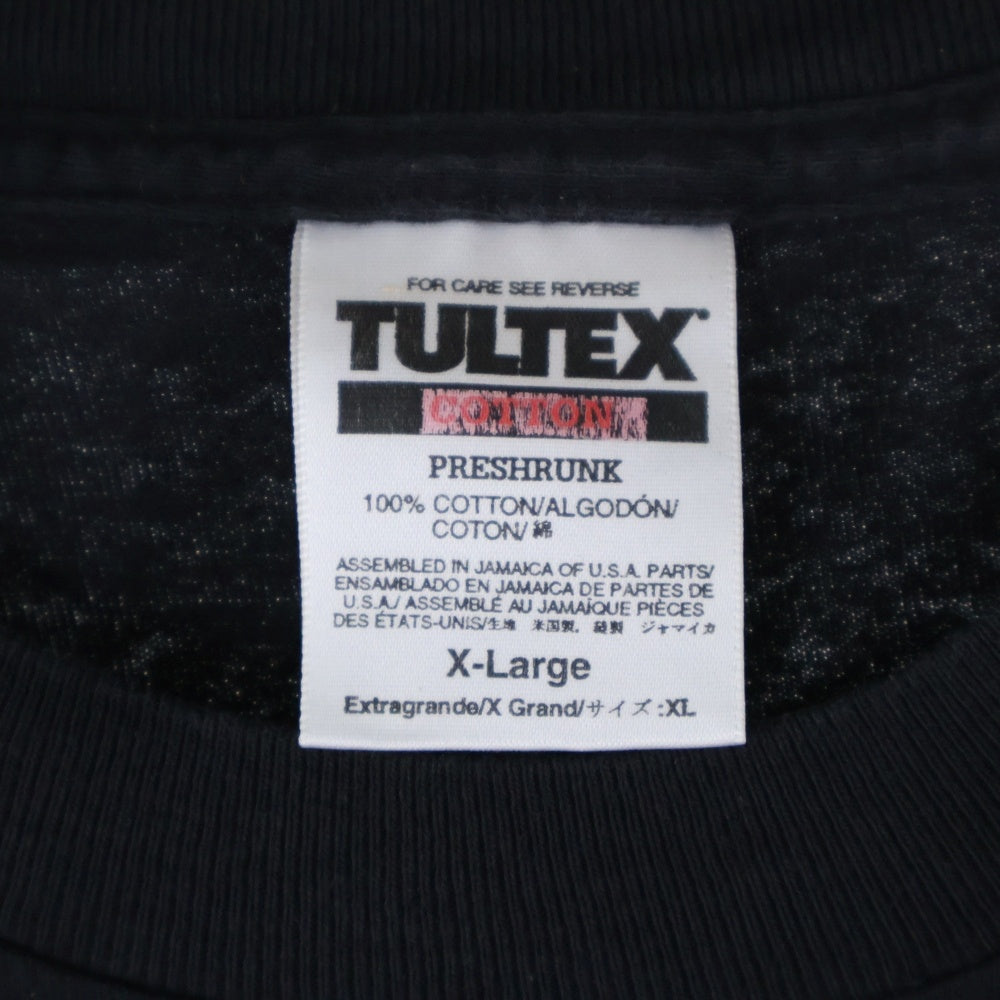 FOR CARE SEE REVERSE
TULTEX®
COTTON
PRESHRUNK
100% COTTON/ALGODÓN/
COTON/綿
ASSEMBLED IN JAMAICA OF U.S.A. PARTS/
ENSAMBLADO EN JAMAICA DE PARTES DE
U.S.A./ ASSEMBLÉ AU JAMAÏQUE PIÈCES
DES ÉTATS-UNIS/生地 米国製, 縫製 ジャマイカ
X-Large
Extragrande/X Grand/サイズ:XL